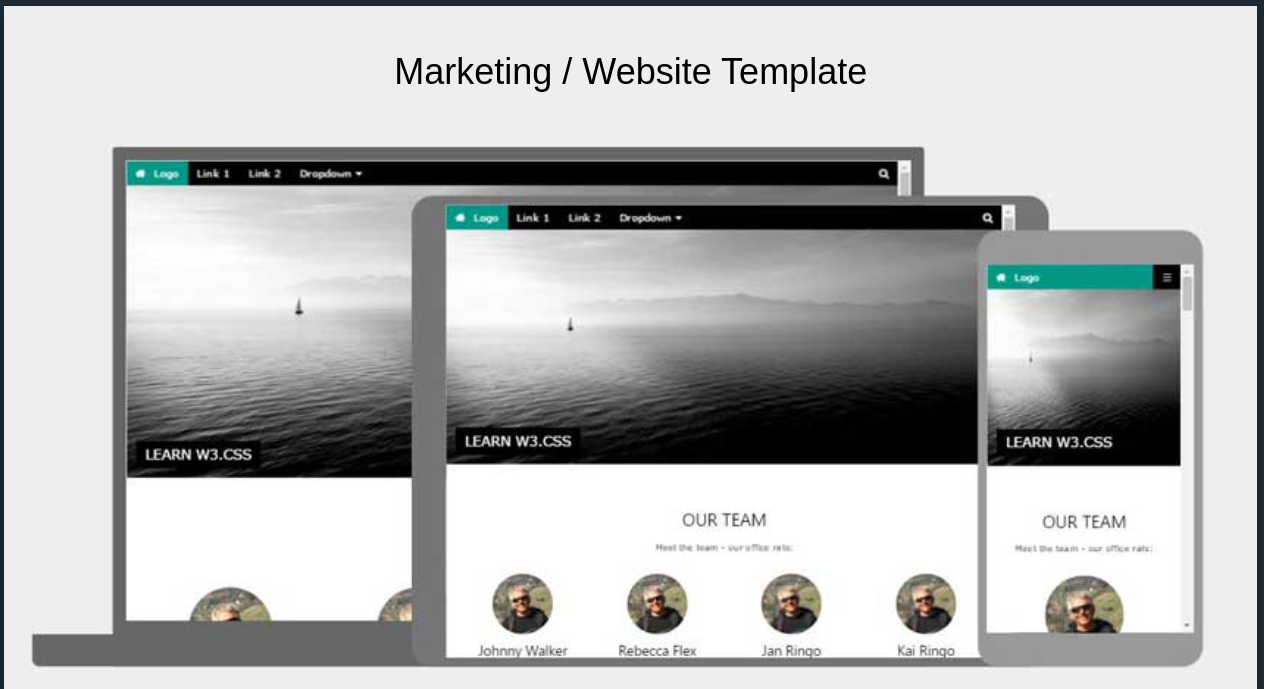 Marketing / Website Template
Logo Link 1 Link 2 Dropdown
LEARN W3.CSS
Logo Link 1 Link 2 Dropdown
LEARN W3.CSS
OUR TEAM
Meet the team - our office rats:
Johnny Walker Rebecca Flex Jan Ringo Kai Ringo
Logo
LEARN W3.CSS
OUR TEAM
Meet the team - our office rats: